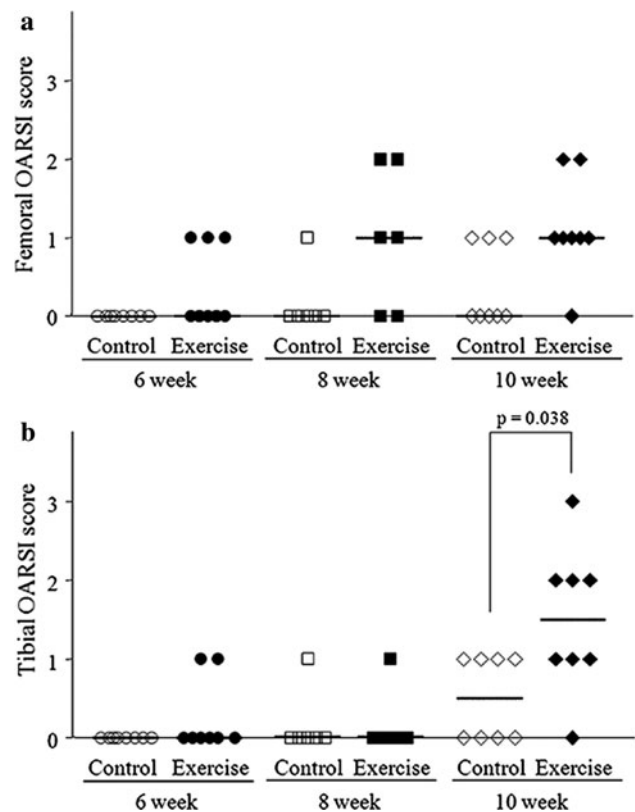 a
Femoral OARSI score
3
2
1
0
Control Exercise Control Exercise Control Exercise
6 week 8 week 10 week
b
p = 0.038
Tibial OARSI score
3
2
1
0
Control Exercise Control Exercise Control Exercise
6 week 8 week 10 week